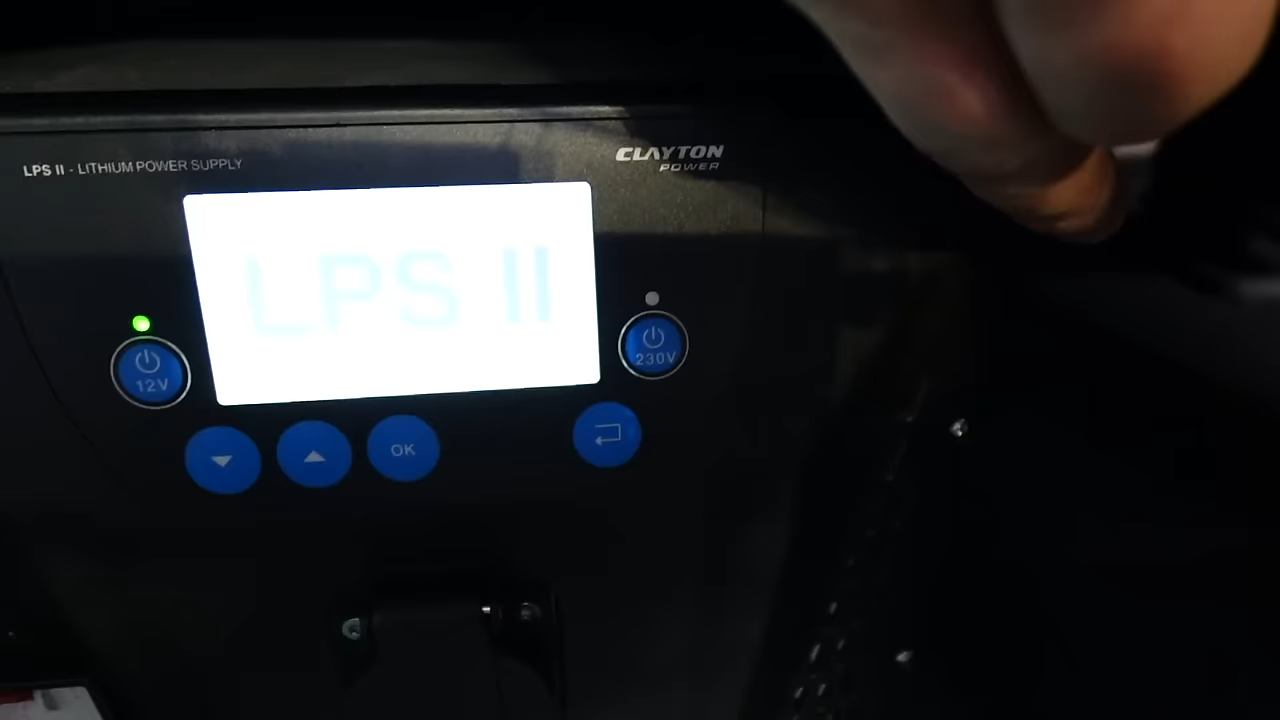 LPS II - LITHIUM POWER SUPPLY
CLAYTON
POWER
LPS II
12V
230V
OK